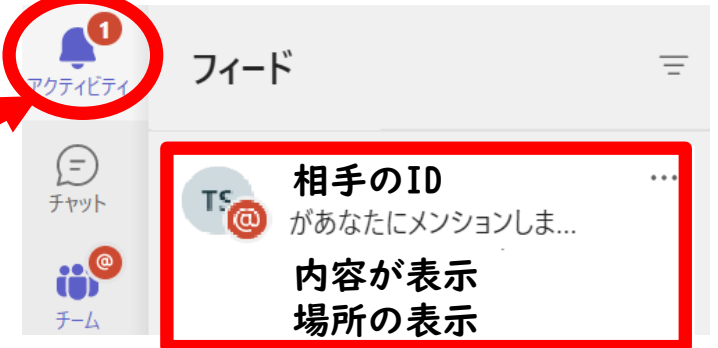 1
アクティビティ
フィード
チャット
@
チーム
TS
@
相手のID
…
があなたにメンションしま...
内容が表示
場所の表示